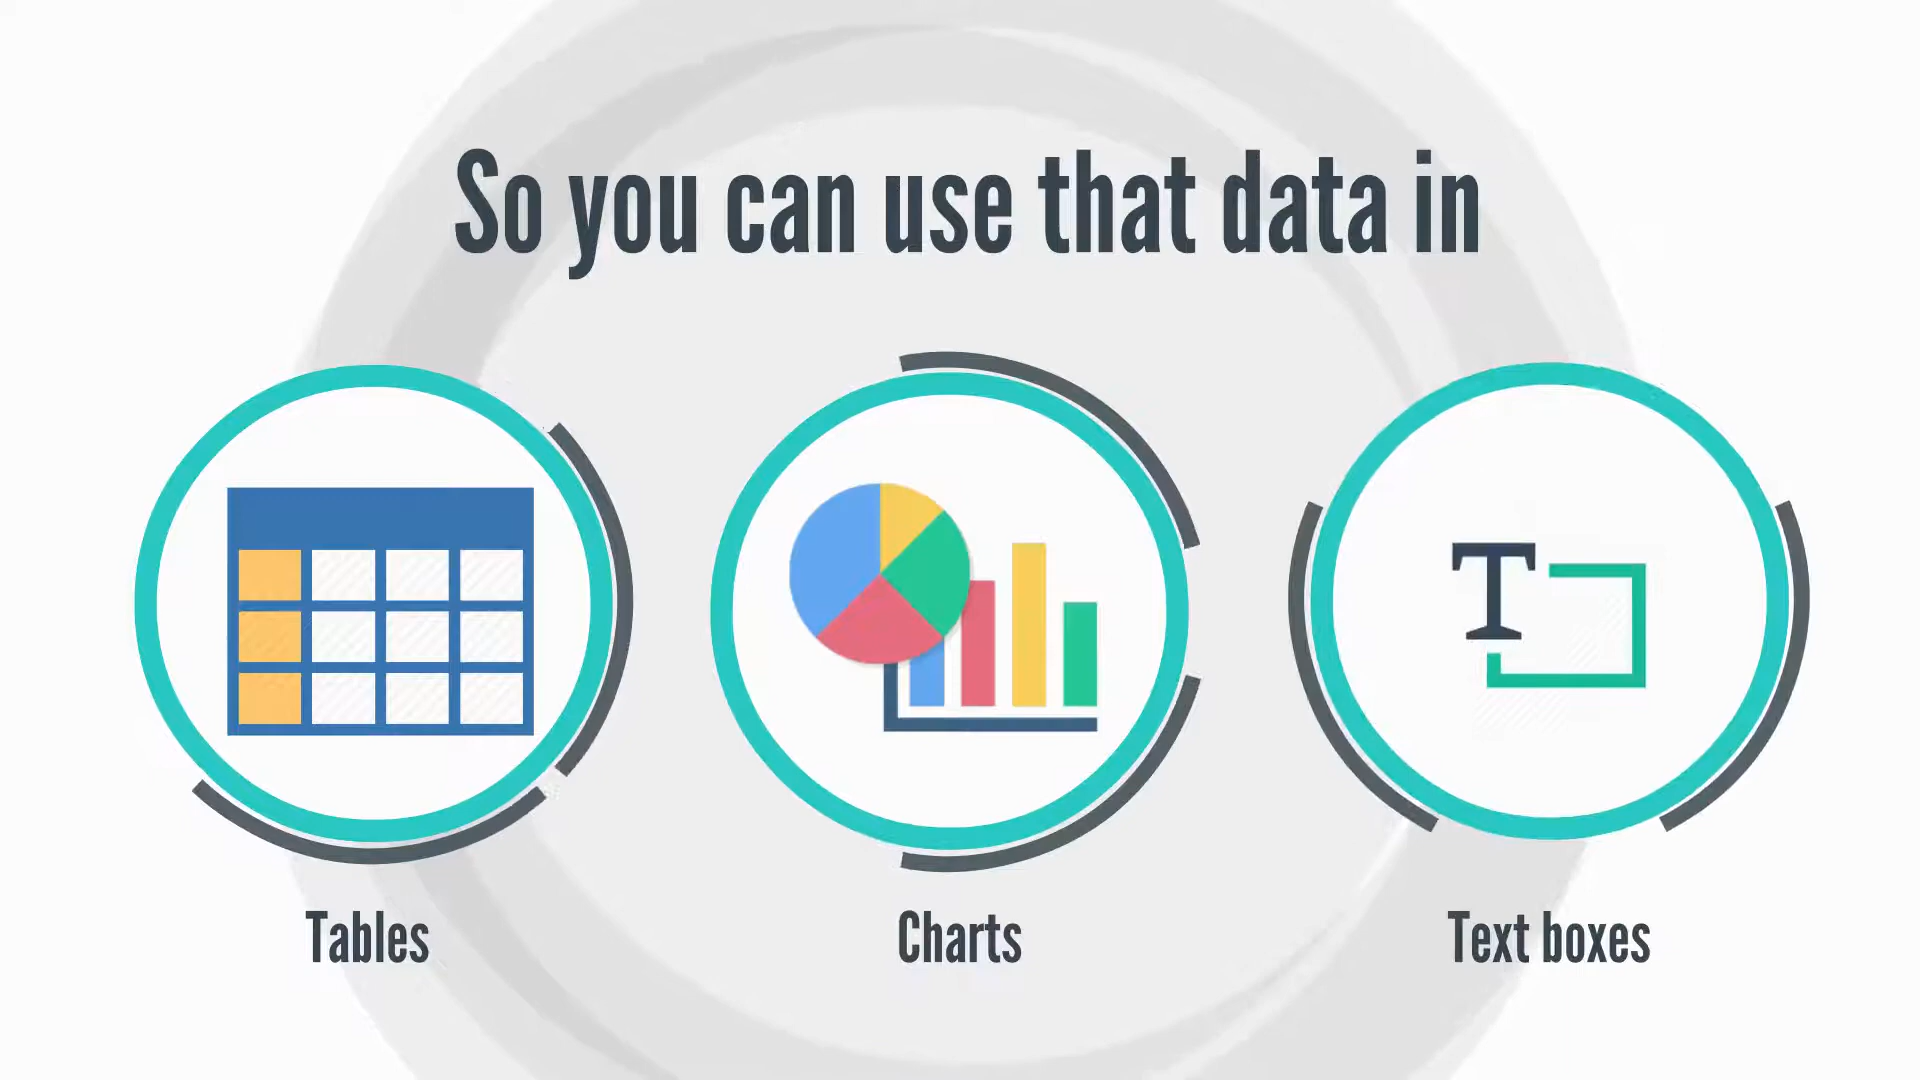 So you can use that data in
Tables
Charts
T
Text boxes